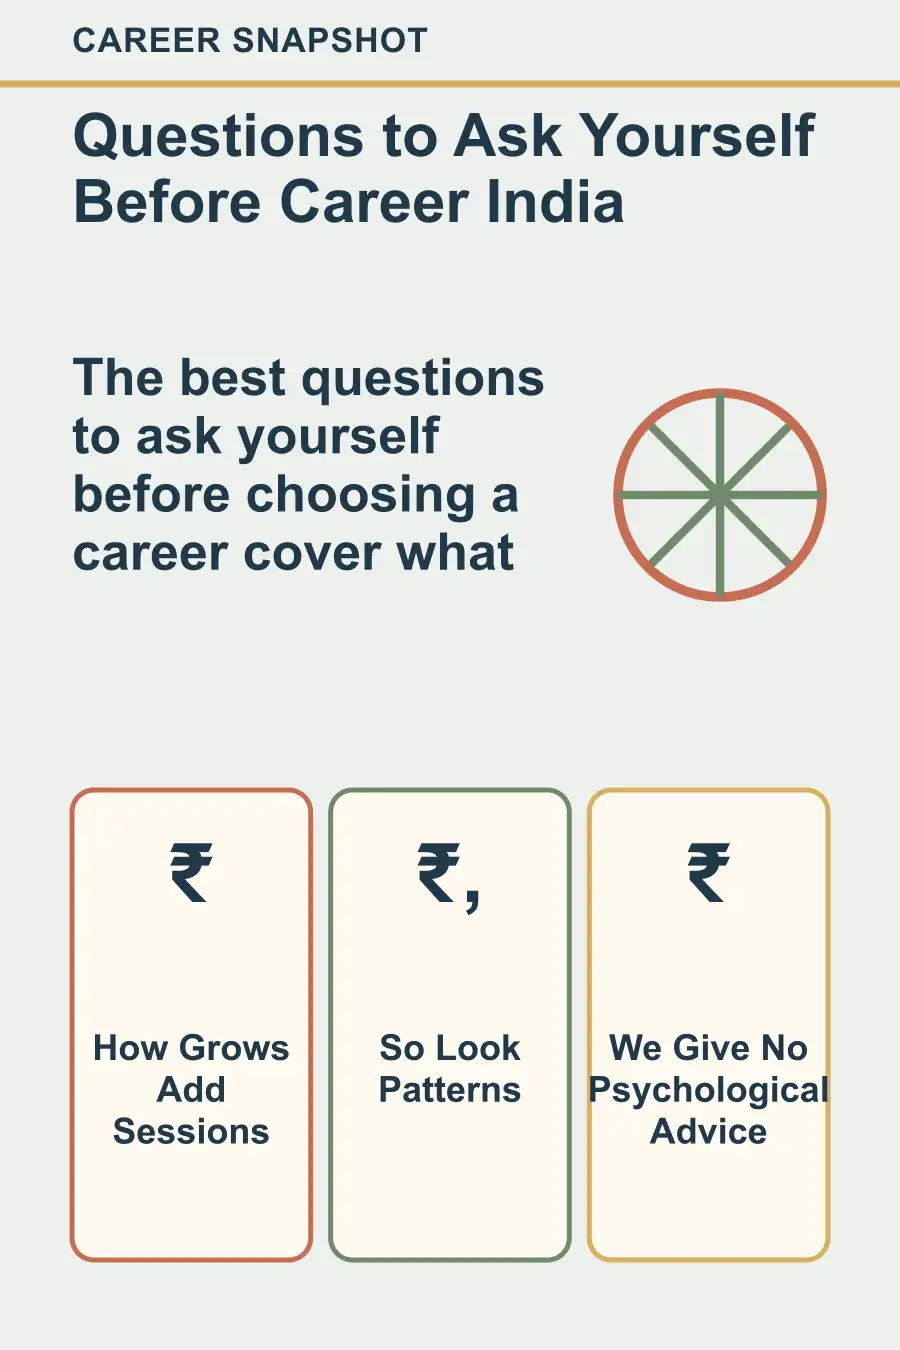 CAREER SNAPSHOT
Questions to Ask Yourself
Before Career India
The best questions
to ask yourself
before choosing a
career cover what
₹
How Grows
Add
Sessions
₹,
So Look
Patterns
₹
We Give No
Psychological
Advice